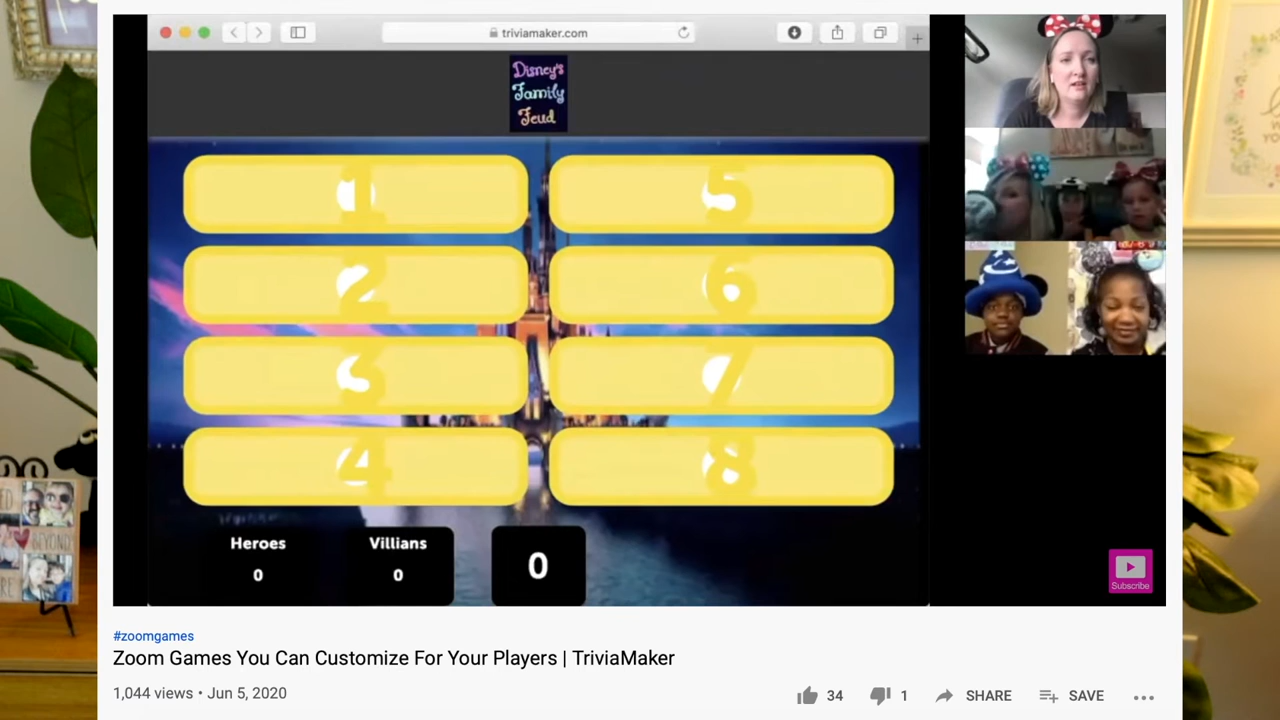 triviamaker.com
Disney's
Family
Feud
1
5
2
6
3
7
4
8
Heroes
0
Villians
0
0
Subscribe
BEYOND
#zoomgames
Zoom Games You Can Customize For Your Players | TriviaMaker
1,044 views • Jun 5, 2020
34
1
SHARE
SAVE